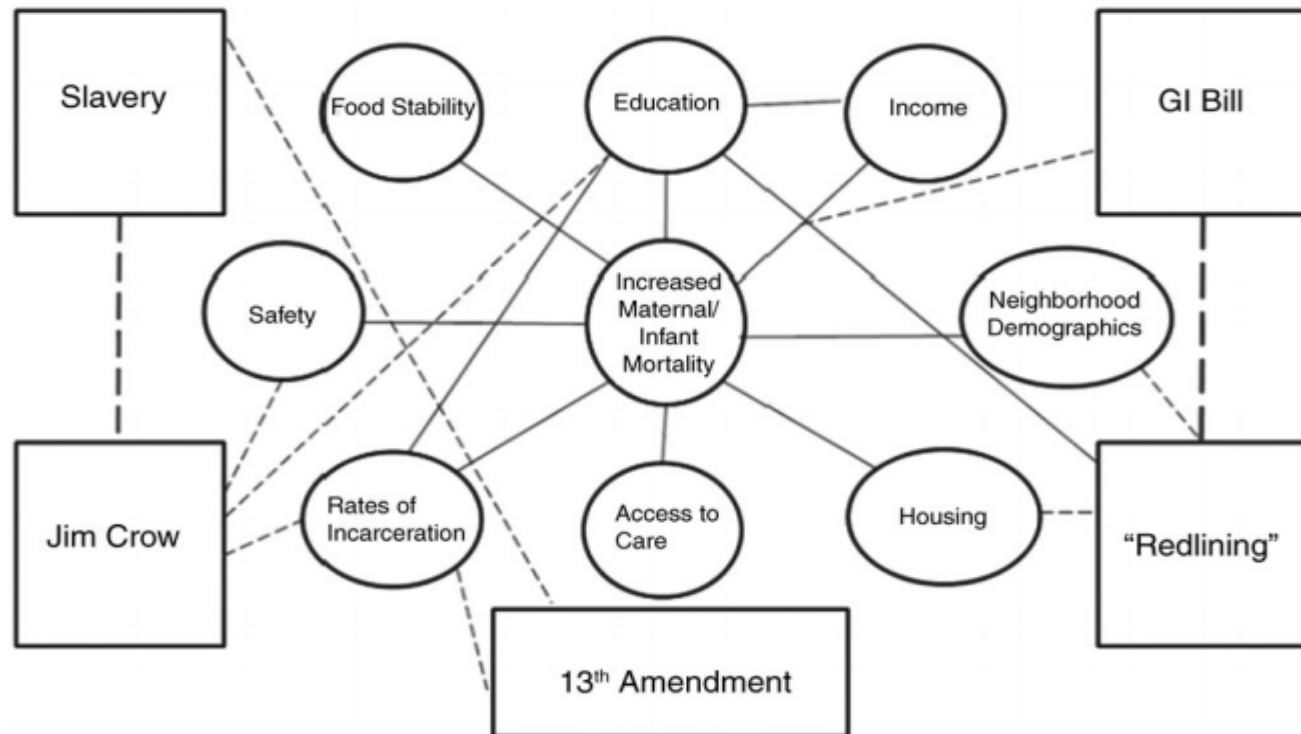 Slavery
Food Stability
Education
Income
GI Bill
Safety
Increased
Maternal/
Infant
Mortality
Neighborhood
Demographics
Jim Crow
Rates of
Incarceration
Access to
Care
Housing
“Redlining”
13th Amendment